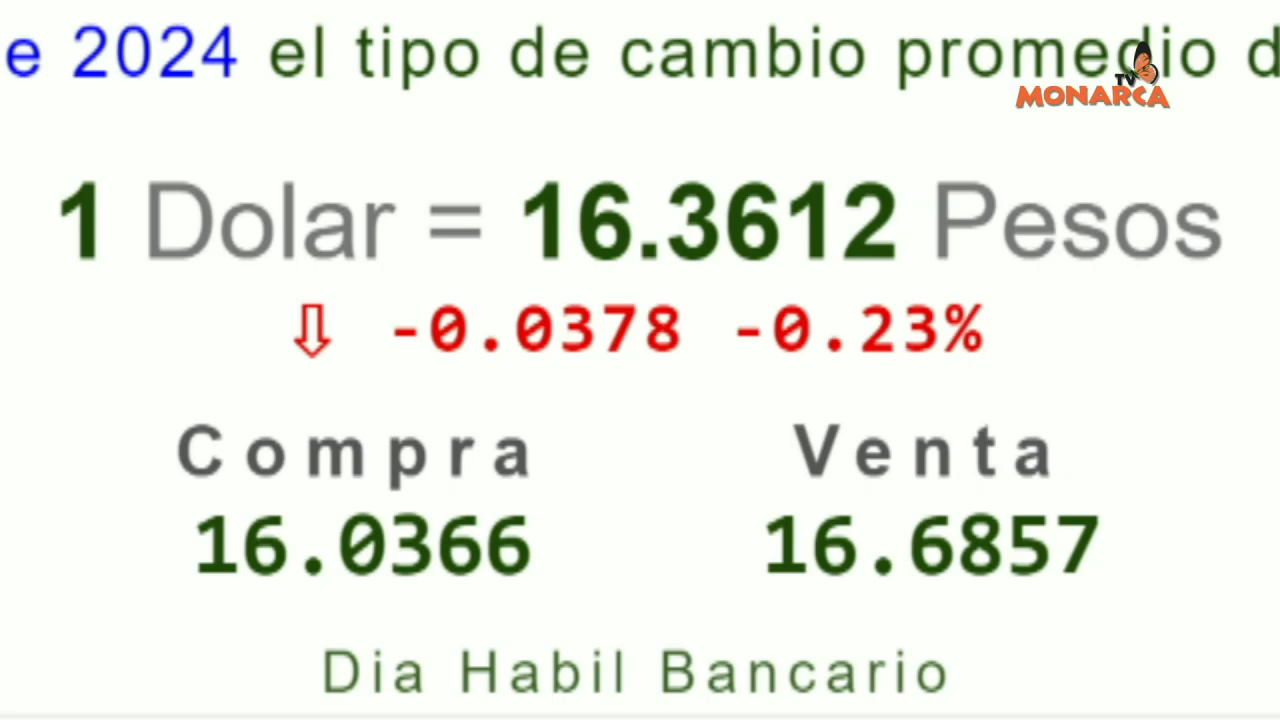 e 2024 el tipo de cambio promedio d
TV
MONARCA
1 Dolar = 16.3612 Pesos
⇩ -0.0378 -0.23%
Compra Venta
16.0366 16.6857
Dia Habil Bancario